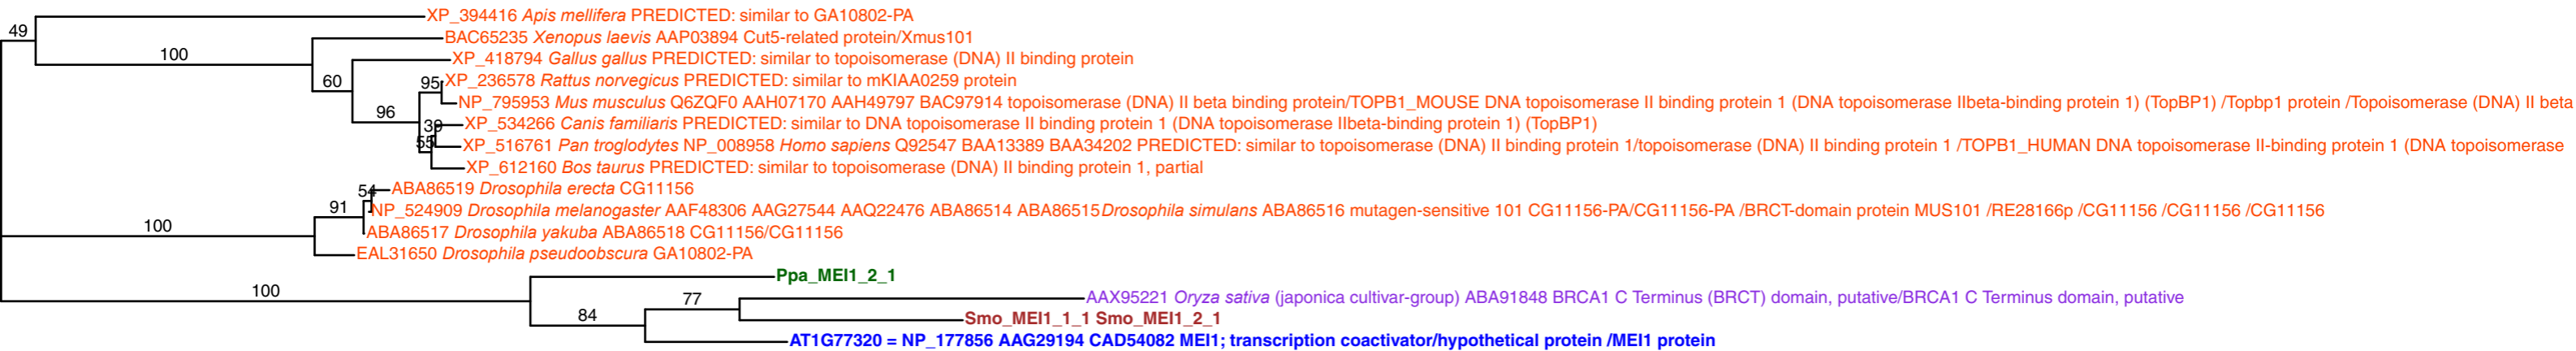 XP_394416 Apis mellifera PREDICTED: similar to GA10802-PA
49
BAC65235 Xenopus laevis AAP03894 Cut5-related protein/Xmus101
100
XP_418794 Gallus gallus PREDICTED: similar to topoisomerase (DNA) II binding protein
60
95
XP_236578 Rattus norvegicus PREDICTED: similar to mKIAA0259 protein
NP_795953 Mus musculus Q6ZQF0 AAH07170 AAH49797 BAC97914 topoisomerase (DNA) II beta binding protein/TOPB1_MOUSE DNA topoisomerase II binding protein 1 (DNA topoisomerase IIbeta-binding protein 1) (TopBP1) /Topbp1 protein /Topoisomerase (DNA) II beta
96
39
XP_534266 Canis familiaris PREDICTED: similar to DNA topoisomerase II binding protein 1 (DNA topoisomerase IIbeta-binding protein 1) (TopBP1)
55
XP_516761 Pan troglodytes NP_008958 Homo sapiens Q92547 BAA13389 BAA34202 PREDICTED: similar to topoisomerase (DNA) II binding protein 1/topoisomerase (DNA) II binding protein 1 /TOPB1_HUMAN DNA topoisomerase II-binding protein 1 (DNA topoisomerase
XP_612160 Bos taurus PREDICTED: similar to topoisomerase (DNA) II binding protein 1, partial
54
ABA86519 Drosophila erecta CG11156
91
NP_524909 Drosophila melanogaster AAF48306 AAG27544 AAQ22476 ABA86514 ABA86515Drosophila simulans ABA86516 mutagen-sensitive 101 CG11156-PA/CG11156-PA /BRCT-domain protein MUS101 /RE28166p /CG11156 /CG11156 /CG11156
100
ABA86517 Drosophila yakuba ABA86518 CG11156/CG11156
EAL31650 Drosophila pseudoobscura GA10802-PA
Ppa_MEI1_2_1
100
77
AAX95221 Oryza sativa (japonica cultivar-group) ABA91848 BRCA1 C Terminus (BRCT) domain, putative/BRCA1 C Terminus domain, putative
84
Smo_MEI1_1_1 Smo_MEI1_2_1
AT1G77320 = NP_177856 AAG29194 CAD54082 MEI1; transcription coactivator/hypothetical protein /MEI1 protein